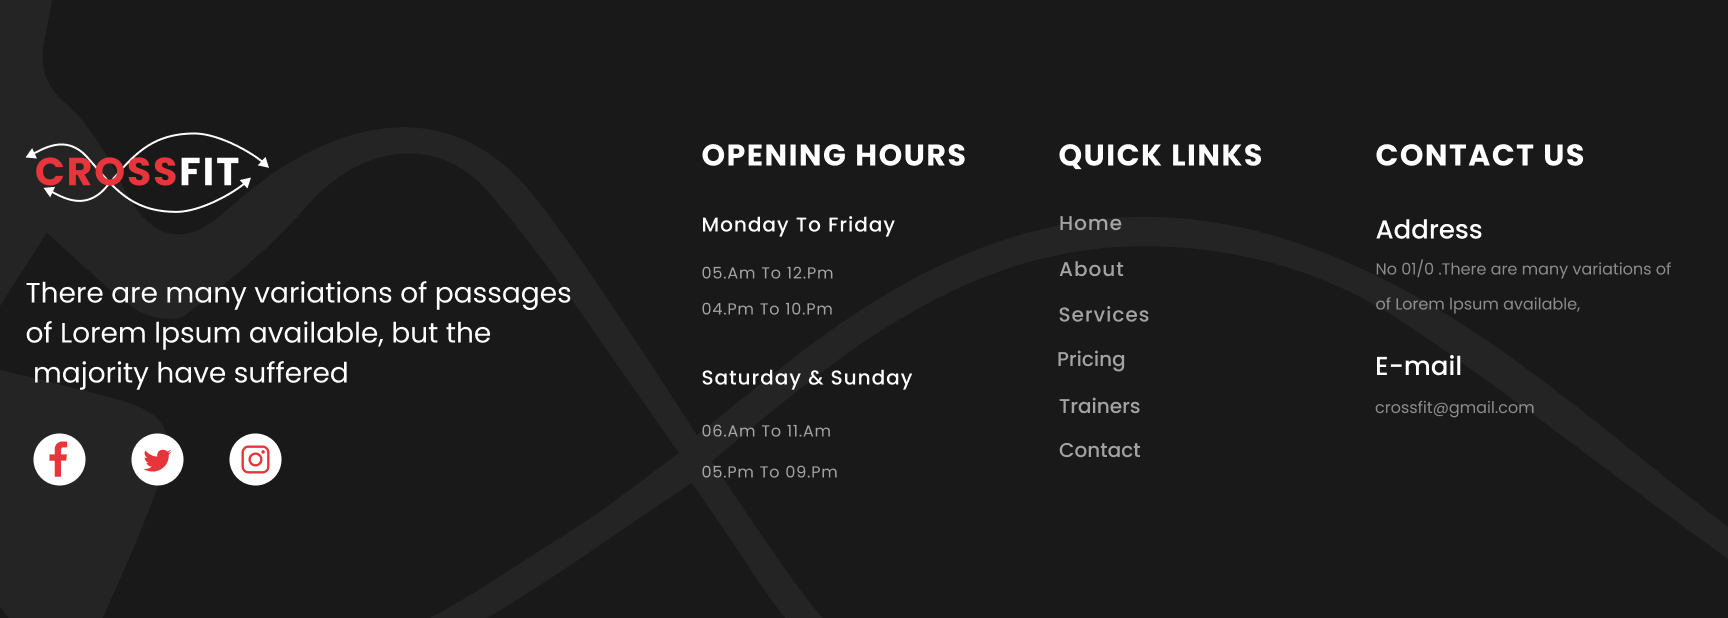 CROSSFIT
There are many variations of passages
of Lorem lpsum available, but the
majority have suffered
OPENING HOURS
Monday To Friday
05.Am To 12.Pm
04.Pm To 10.Pm
Saturday & Sunday
06.Am To 11.Am
05.Pm To 09.Pm
QUICK LINKS
Home
About
Services
Pricing
Trainers
Contact
CONTACT US
Address
No 01/0 .There are many variations of
of Lorem lpsum available,
E-mail
crossfit@gmail.com